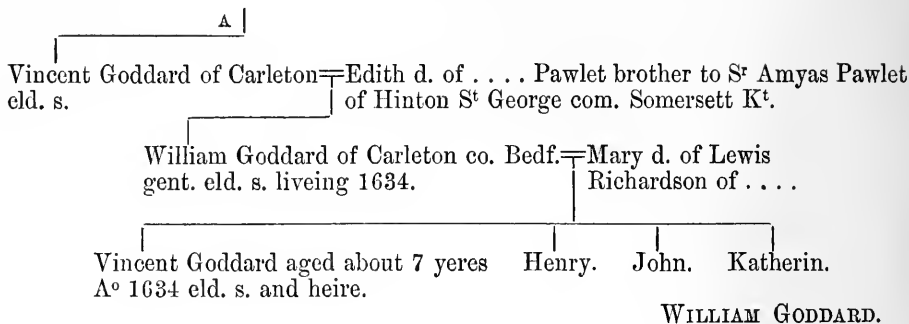 A
Vincent Goddard of Carleton=Edith d. of . . . . Pawlet brother to Sʳ Amyas Pawlet
eld. s.
of Hinton Sᵗ George com. Somersett Kᵗ.
William Goddard of Carleton co. Bedf.=Mary d. of Lewis
gent. eld. s. liveing 1634.
Richardson of . . . .
Vincent Goddard aged about 7 yeres
Aᵒ 1634 eld. s. and heire.
Henry.
John.
Katherin.
WILLIAM GODDARD.